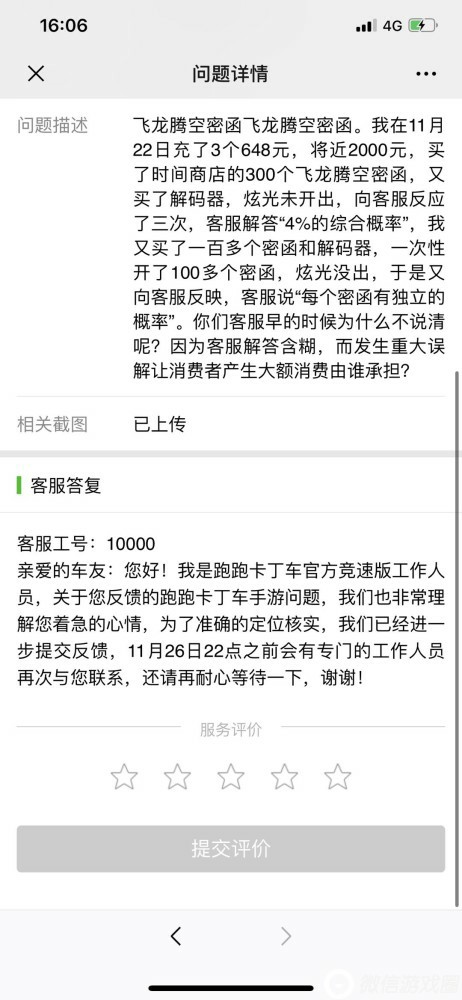 16:06
4G
问题详情
问题描述
飞龙腾空密函飞龙腾空密函。我在11月
22日充了3个648元，将近2000元，买
了时间商店的300个飞龙腾空密函，又
买了解码器，炫光未开出，向客服反应
了三次，客服解答“4%的综合概率”，我
又买了一百多个密函和解码器，一次性
开了100多个密函，炫光没出，于是又
向客服反映，客服说“每个密函有独立的
概率”。你们客服早的时候为什么不说清
呢？因为客服解答含糊，而发生重大误
解让消费者产生大额消费由谁承担？
相关截图
已上传
客服答复
客服工号：10000
亲爱的车友：您好！我是跑跑卡丁车官方竞速版工作人
员，关于您反馈的跑跑卡丁车手游问题，我们也非常理
解您着急的心情，为了准确的定位核实，我们已经进一
步提交反馈，11月26日22点之前会有专门的工作人员
再次与您联系，还请再耐心等待一下，谢谢！
服务评价
提交评价
微信游戏圈